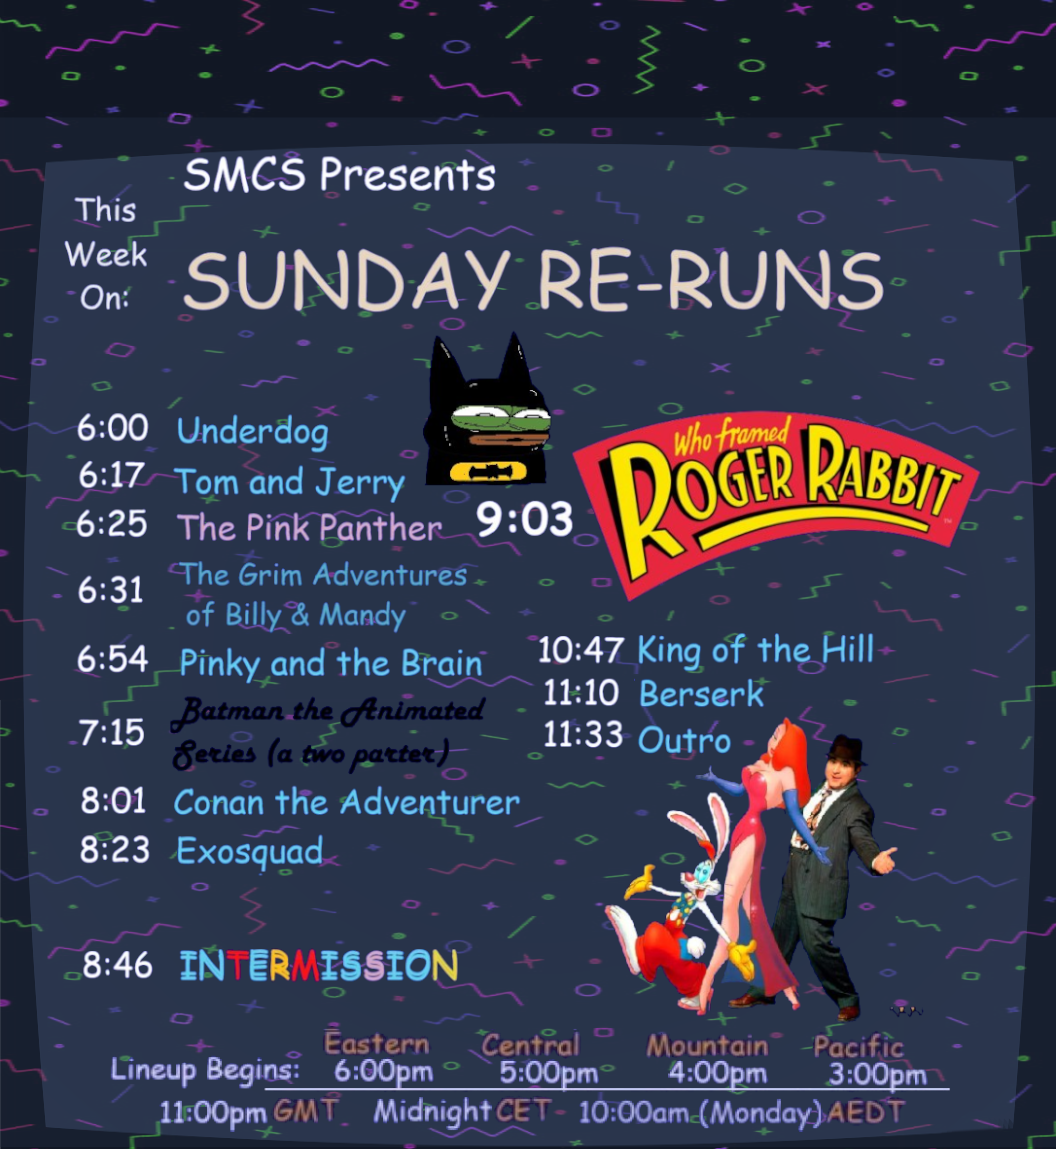 SMCS Presents
This
Week
On:
SUNDAY RE-RUNS
6:00 Underdog
6:17 Tom and Jerry
6:25 The Pink Panther
6:31 The Grim Adventures
of Billy & Mandy
6:54 Pinky and the Brain
7:15 Batman the Animated
Series (a two parter)
8:01 Conan the Adventurer
8:23 Exosquad
8:46 INTERMISSION
9:03 Who framed
ROGER RABBIT
TM
10:47 King of the Hill
11:10 Berserk
11:33 Outro
Eastern Central Mountain Pacific
Lineup Begins: 6:00pm 5:00pm 4:00pm 3:00pm
11:00pm GMT Midnight CET 10:00am (Monday) AEDT